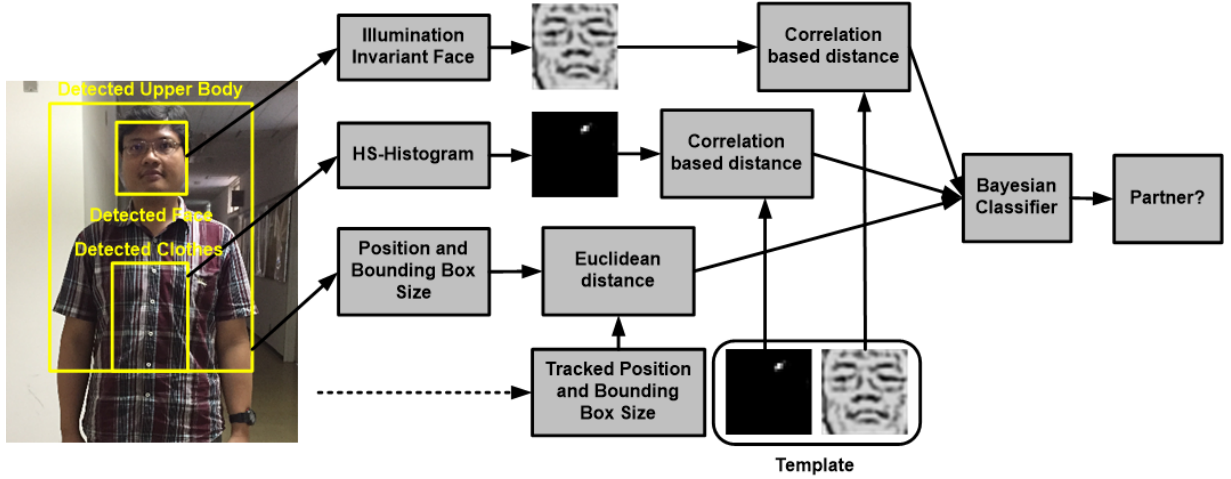 Illumination
Invariant Face
Correlation
based distance
Detected Upper Body
HS-Histogram
Correlation
based distance
Bayesian
Classifier
Partner?
Detected Face
Detected Clothes
Position and
Bounding Box
Size
Euclidean
distance
Tracked Position
and Bounding
Box Size
Template